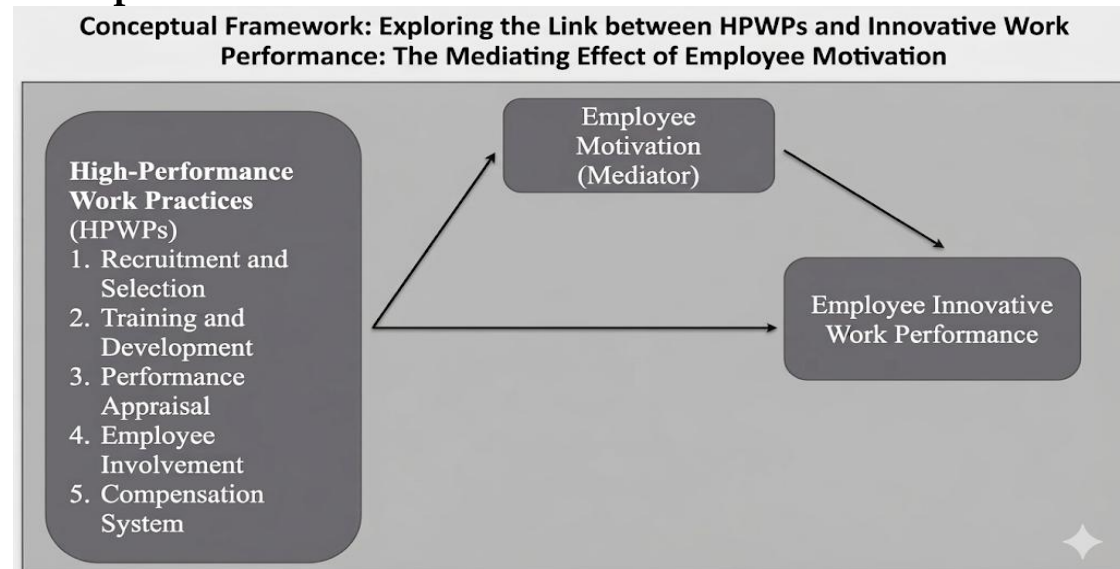 Conceptual Framework: Exploring the Link between HPWPs and Innovative Work
Performance: The Mediating Effect of Employee Motivation
High-Performance
Work Practices
(HPWPs)
1. Recruitment and
Selection
2. Training and
Development
3. Performance
Appraisal
4. Employee
Involvement
5. Compensation
System
Employee
Motivation
(Mediator)
Employee Innovative
Work Performance